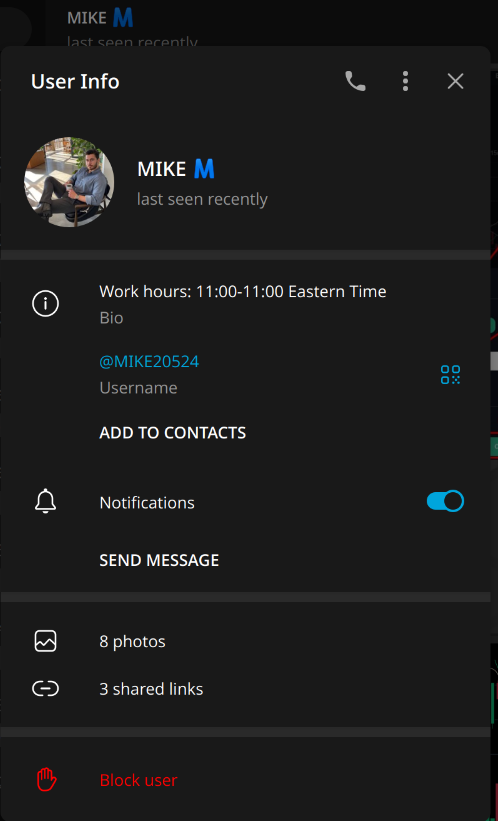 MIKE M
last seen recently
User Info
MIKE M
last seen recently
Work hours: 11:00-11:00 Eastern Time
Bio
@MIKE20524
Username
ADD TO CONTACTS
Notifications
SEND MESSAGE
8 photos
3 shared links
Block user